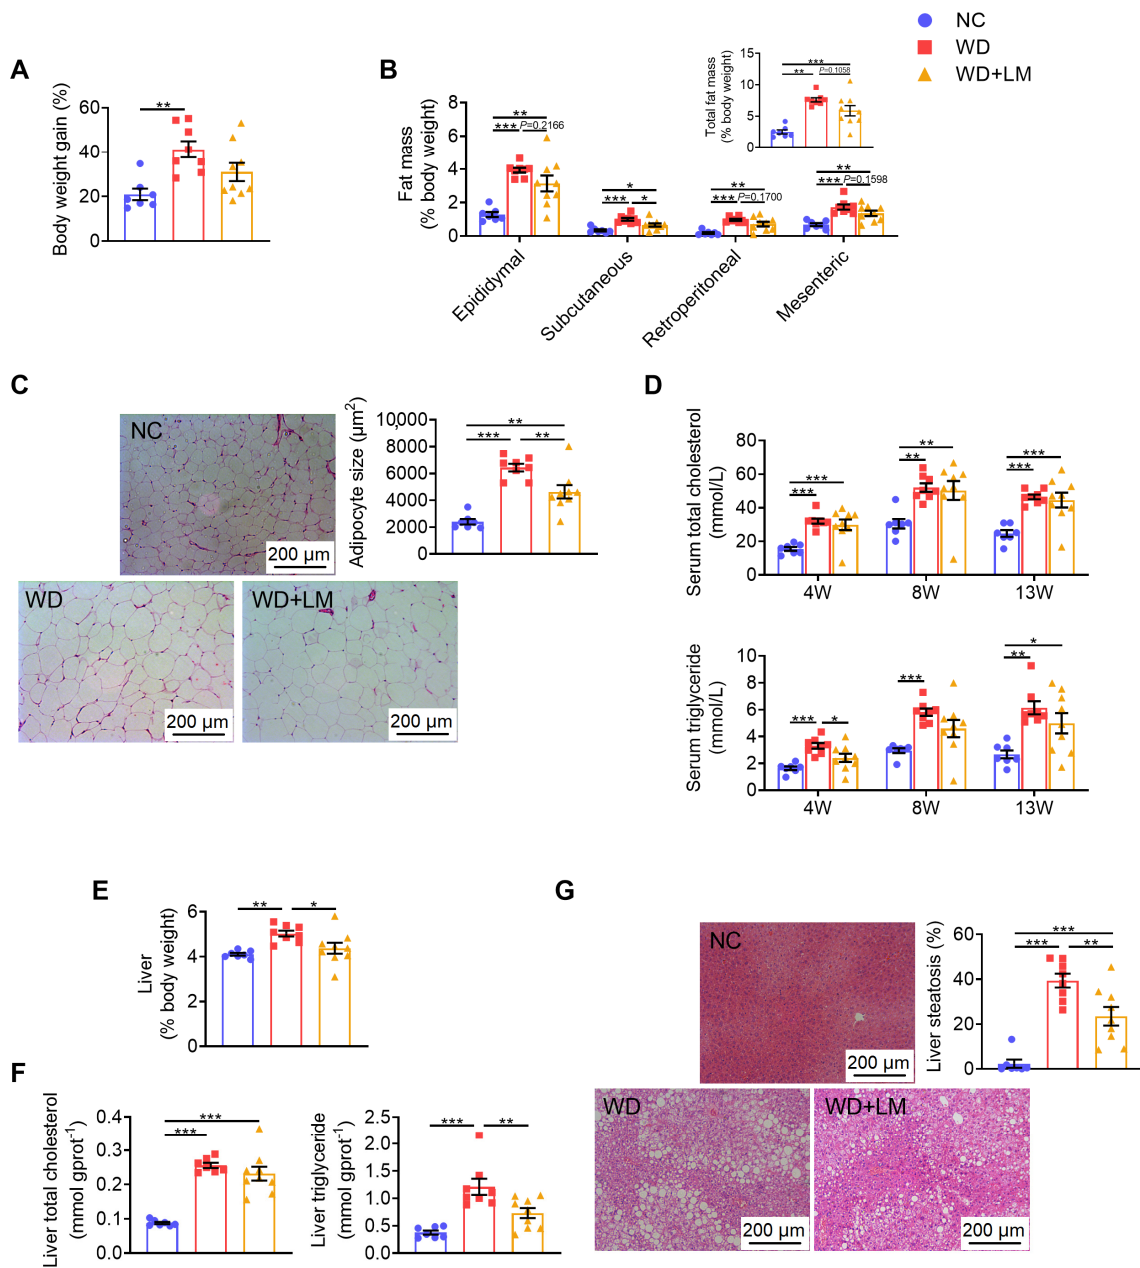 NC
WD
WD+LM
A
Body weight gain (%)
60
40
20
0
**
B
Fat mass
(% body weight)
8
6
4
2
0
**
*** P=0.2166
*
*** *
**
*** P=0.1700
**
*** P=0.1598
Epididymal
Subcutaneous
Retroperitoneal
Mesenteric
Total fat mass
(% body weight)
15
10
5
0
***
** P=0.1058
C
NC
200 µm
WD
200 µm
WD+LM
200 µm
Adipocyte size (µm²)
10,000
8000
6000
4000
2000
0
**
*** **
D
Serum total cholesterol
(mmol/L)
80
60
40
20
0
***
***
**
**
***
***
4W 8W 13W
Serum triglyceride
(mmol/L)
10
8
6
4
2
0
*** *
***
*
**
4W 8W 13W
E
Liver
(% body weight)
6
4
2
0
** *
F
Liver total cholesterol
(mmol gprot⁻¹)
0.4
0.3
0.2
0.1
0.0
***
***
Liver triglyceride
(mmol gprot⁻¹)
2.5
2.0
1.5
1.0
0.5
0.0
*** **
G
NC
200 µm
WD
200 µm
WD+LM
200 µm
Liver steatosis (%)
60
40
20
0
***
*** **